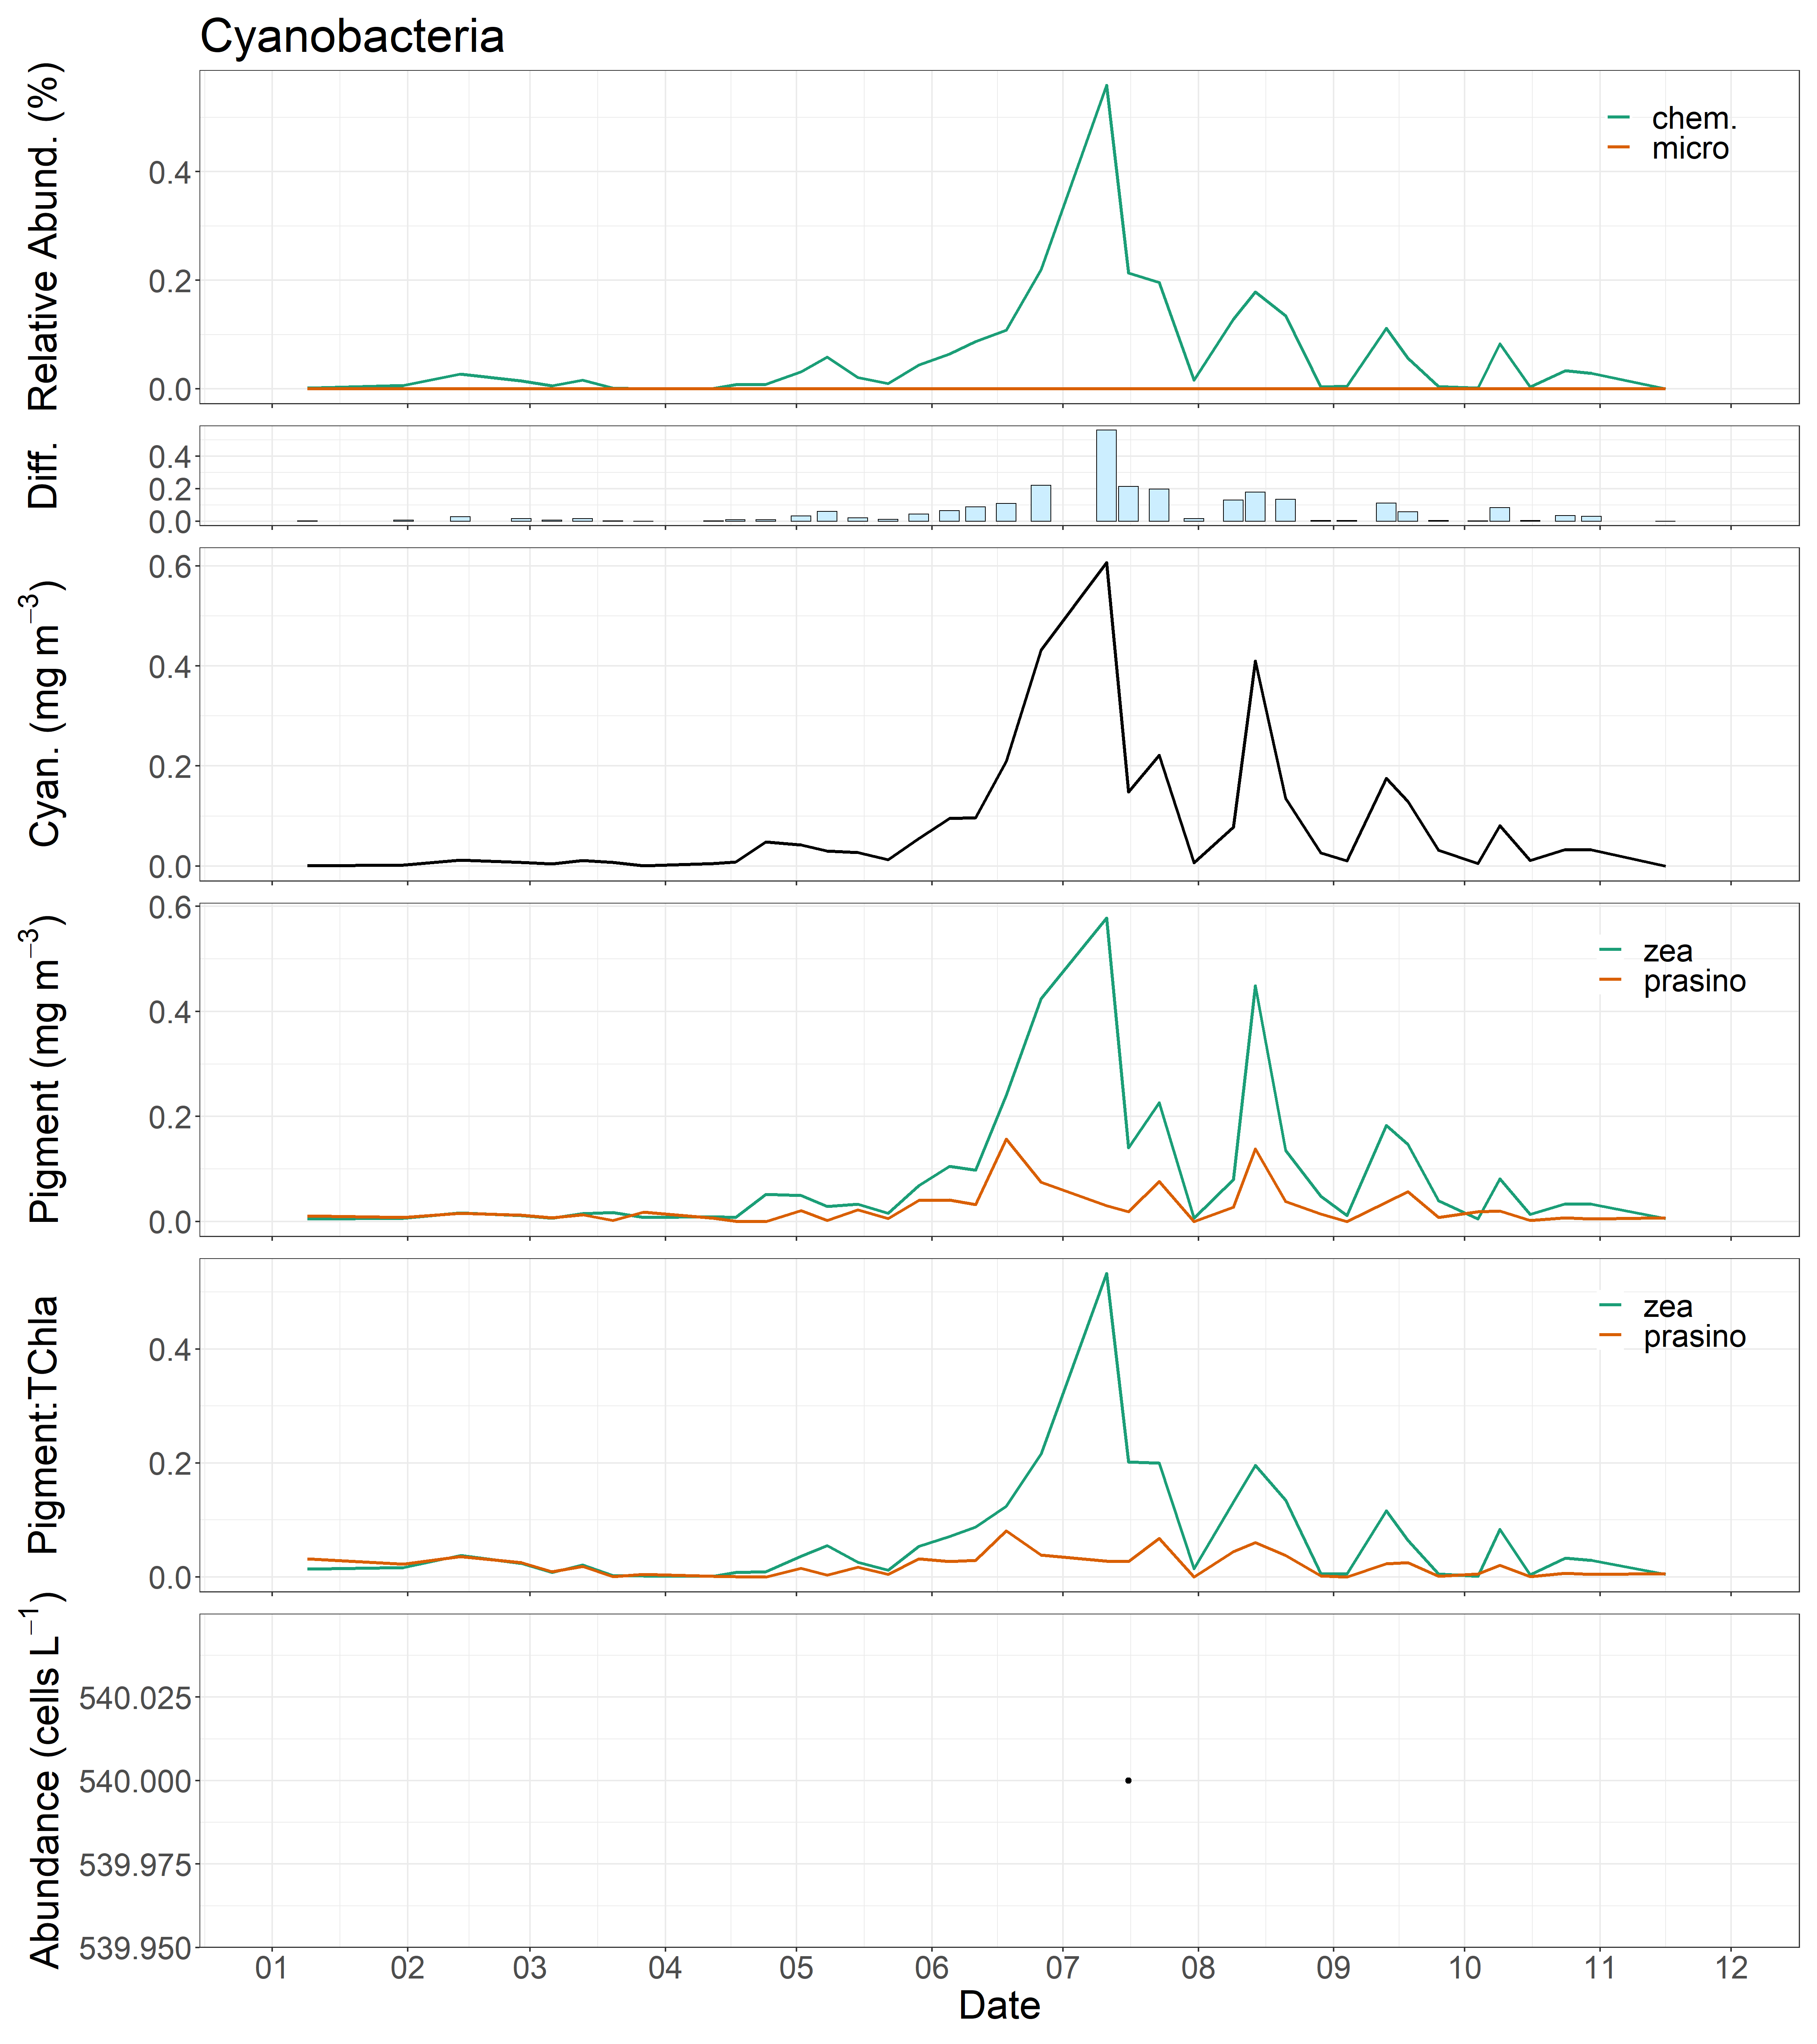 Cyanobacteria
Relative Abund. (%)
0.4
0.2
0.0
chem.
micro
Diff.
0.4
0.2
0.0
Cyan. (mg m−3)
0.6
0.4
0.2
0.0
Pigment (mg m−3)
0.6
0.4
0.2
0.0
zea
prasino
Pigment:TChla
0.4
0.2
0.0
zea
prasino
Abundance (cells L−1)
540.025
540.000
539.975
539.950
01 02 03 04 05 06 07 08 09 10 11 12
Date